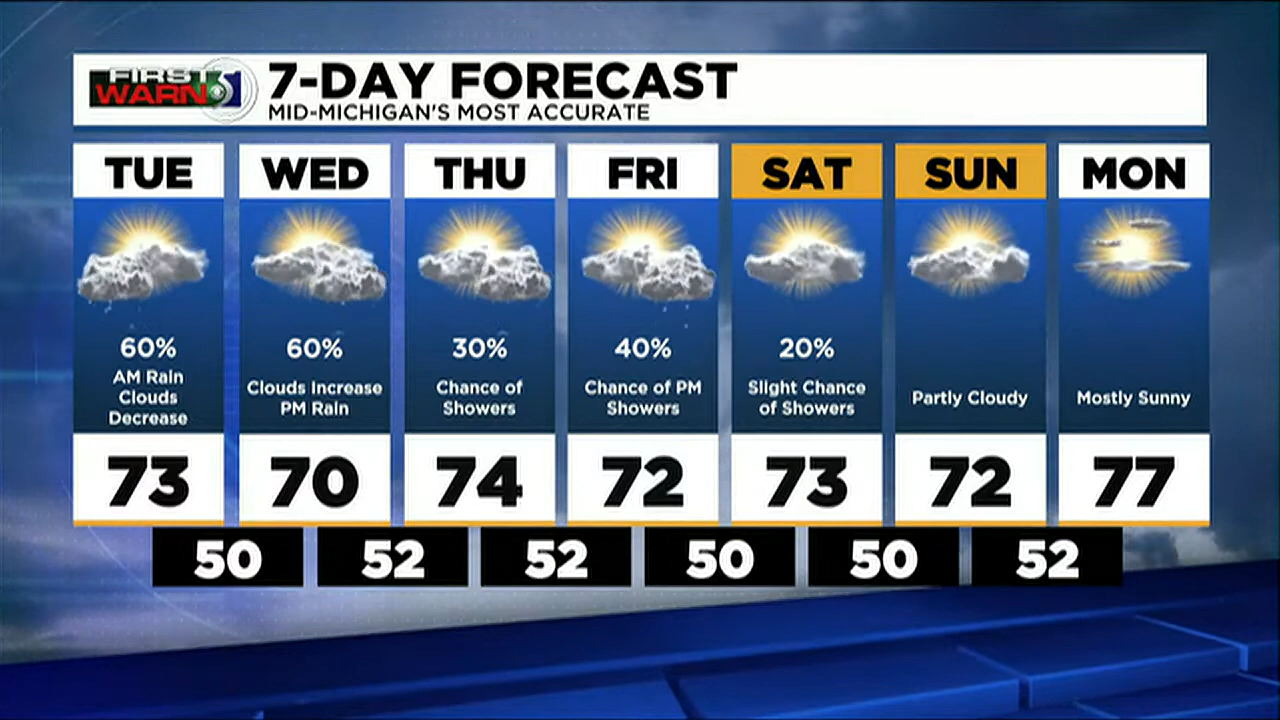 FIRST
WARN 5
7-DAY FORECAST
MID-MICHIGAN'S MOST ACCURATE
TUE WED THU FRI SAT SUN MON
60%
AM Rain
Clouds
Decrease
60%
Clouds Increase
PM Rain
30%
Chance of
Showers
40%
Chance of PM
Showers
20%
Slight Chance
of Showers
Partly Cloudy
Mostly Sunny
73 70 74 72 73 72 77
50 52 52 50 50 52